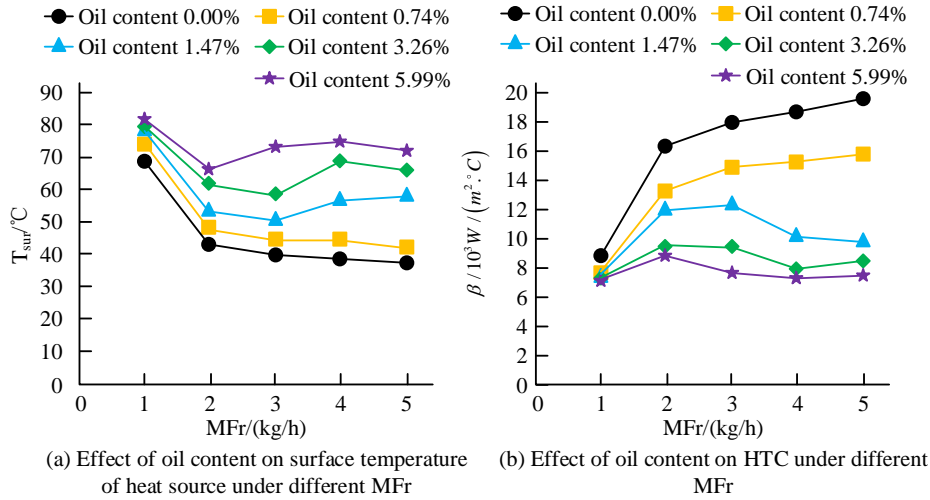 Oil content 0.00% Oil content 0.74%
Oil content 1.47% Oil content 3.26%
Oil content 5.99%
90
80
70
60
50
40
30
20
10
0
T_sur/℃
0 1 2 3 4 5
MFr/(kg/h)
(a) Effect of oil content on surface temperature
of heat source under different MFr
Oil content 0.00% Oil content 0.74%
Oil content 1.47% Oil content 3.26%
Oil content 5.99%
20
18
16
14
12
10
8
6
4
2
0
β/10³W/(m²·°C)
0 1 2 3 4 5
MFr/(kg/h)
(b) Effect of oil content on HTC under different
MFr